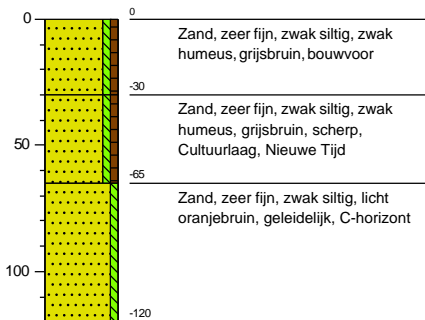 0
0
Zand, zeer fijn, zwak siltig, zwak
humeus, grijsbruin, bouwvoor
-30
Zand, zeer fijn, zwak siltig, zwak
humeus, grijsbruin, scherp,
Cultuurlaag, Nieuwe Tijd
50
-65
Zand, zeer fijn, zwak siltig, licht
oranjebruin, geleidelijk, C-horizont
100
-120